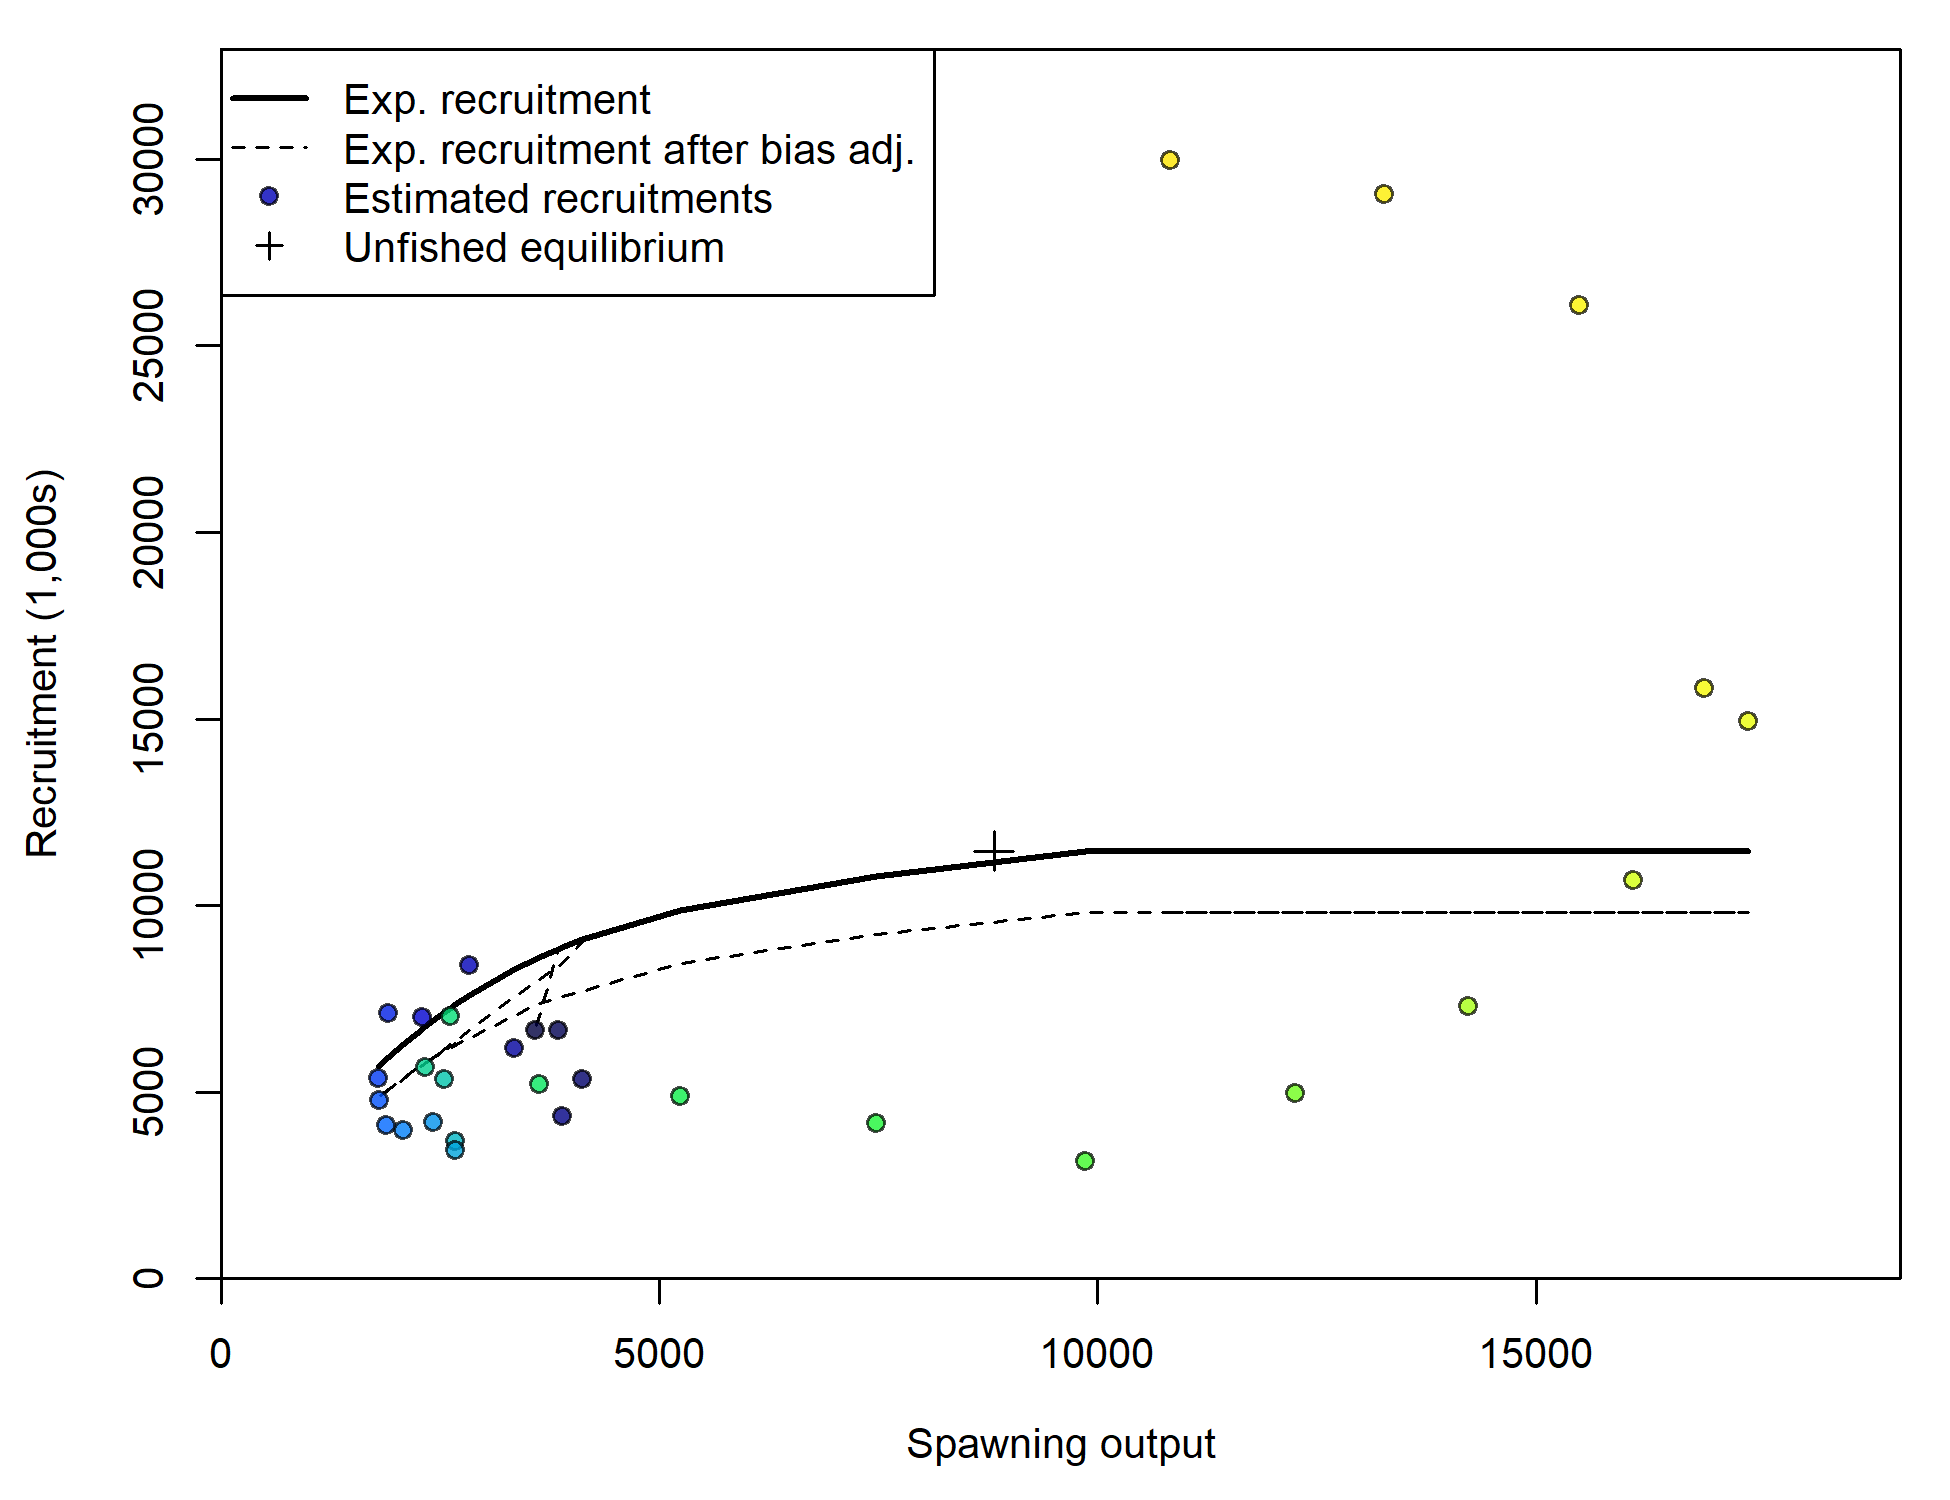 Exp. recruitment
Exp. recruitment after bias adj.
Estimated recruitments
Unfished equilibrium
Recruitment (1,000s)
30000
25000
20000
15000
10000
5000
0
0 5000 10000 15000
Spawning output